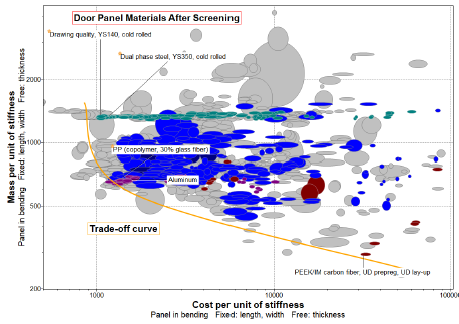 Door Panel Materials After Screening
Drawing quality, YS140, cold rolled
Dual phase steel, YS350, cold rolled
2000
1000
500
200
Mass per unit of stiffness
Panel in bending Fixed: length, width Free: thickness
PP (copolymer, 30% glass fiber)
Aluminum
Trade-off curve
PEEK/IM carbon fiber, UD prepreg, UD lay-up
1000
10000
100000
Cost per unit of stiffness
Panel in bending Fixed: length, width Free: thickness